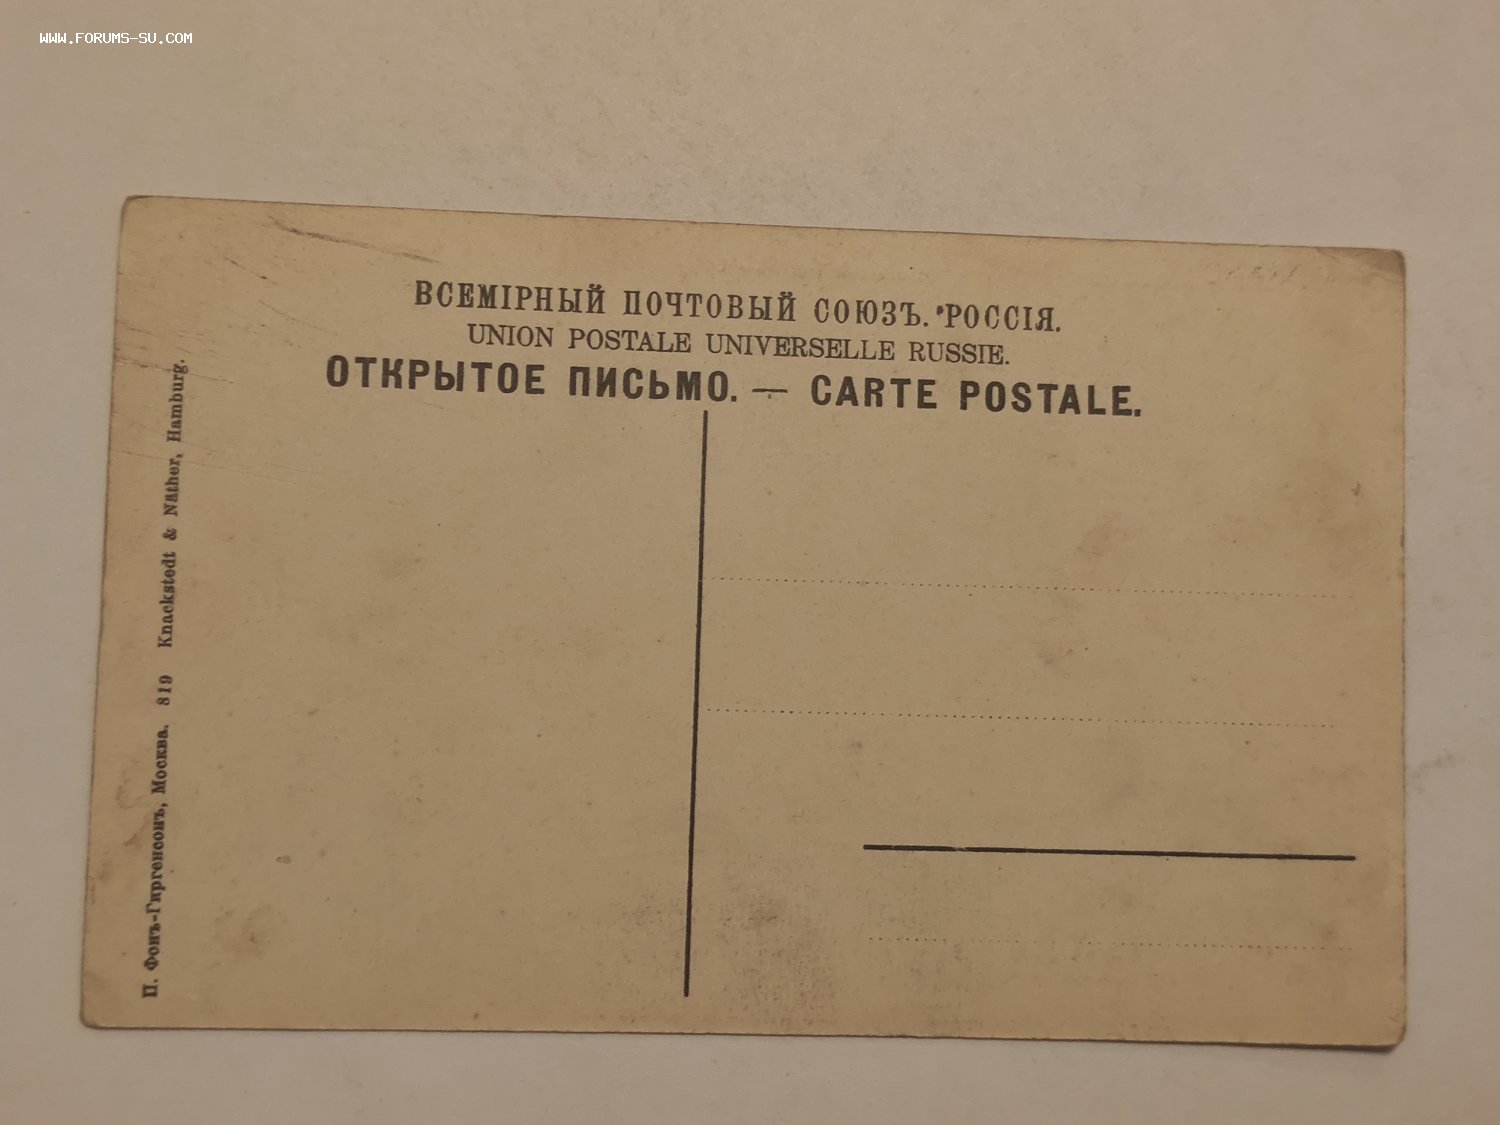 WWW.FORUMS-SU.COM
ВСЕМІРНЫЙ ПОЧТОВЫЙ СОЮЗЪ. РОССІЯ.
UNION POSTALE UNIVERSELLE RUSSIE.
ОТКРЫТОЕ ПИСЬМО. — CARTE POSTALE.
П. Фонъ-Гиргенсонъ, Москва. 819 Knackstedt & Näther, Hamburg.